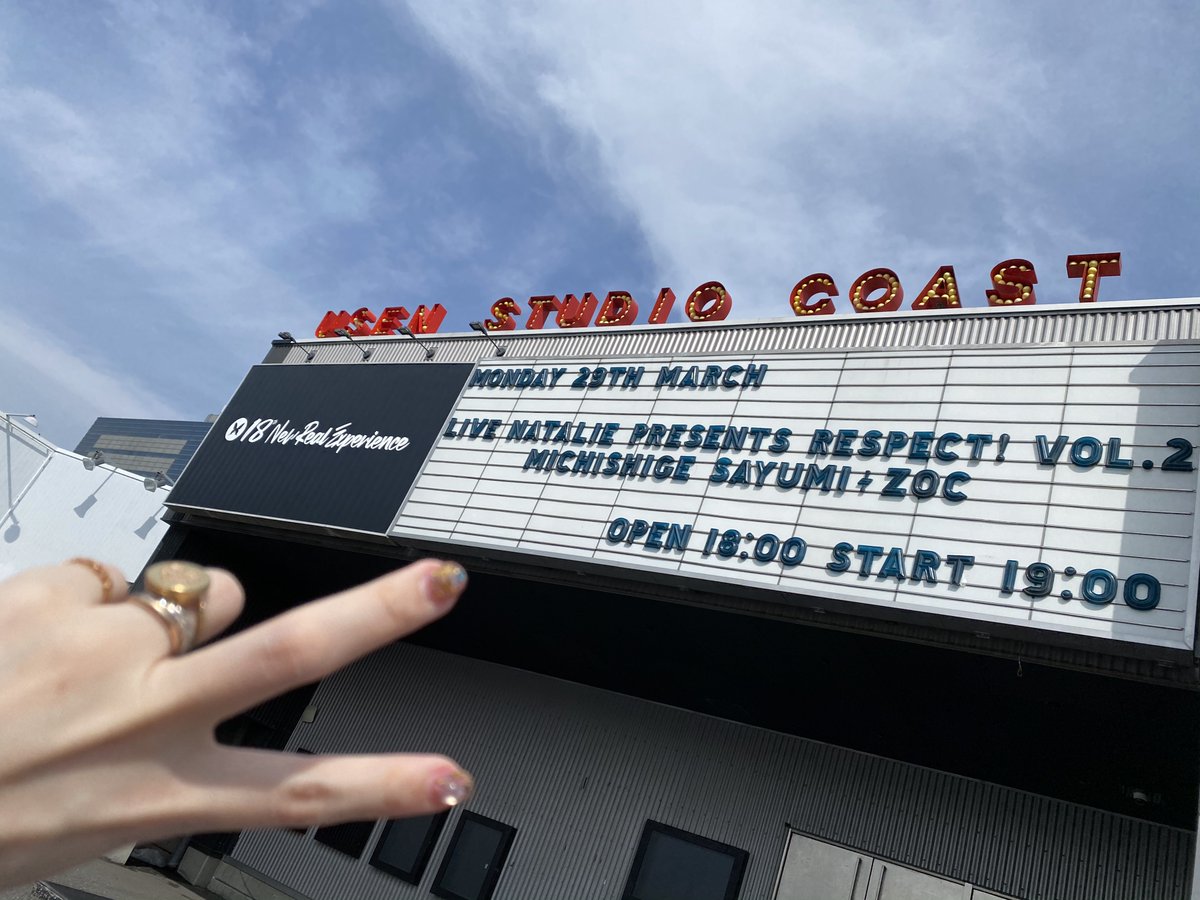 USEN STUDIO COAST
18° New Real Experience
MONDAY 29TH MARCH
LIVE NATALIE PRESENTS RESPECT! VOL.2
MICHISHIGE SAYUMI + ZOC
OPEN 18:00 START 19:00